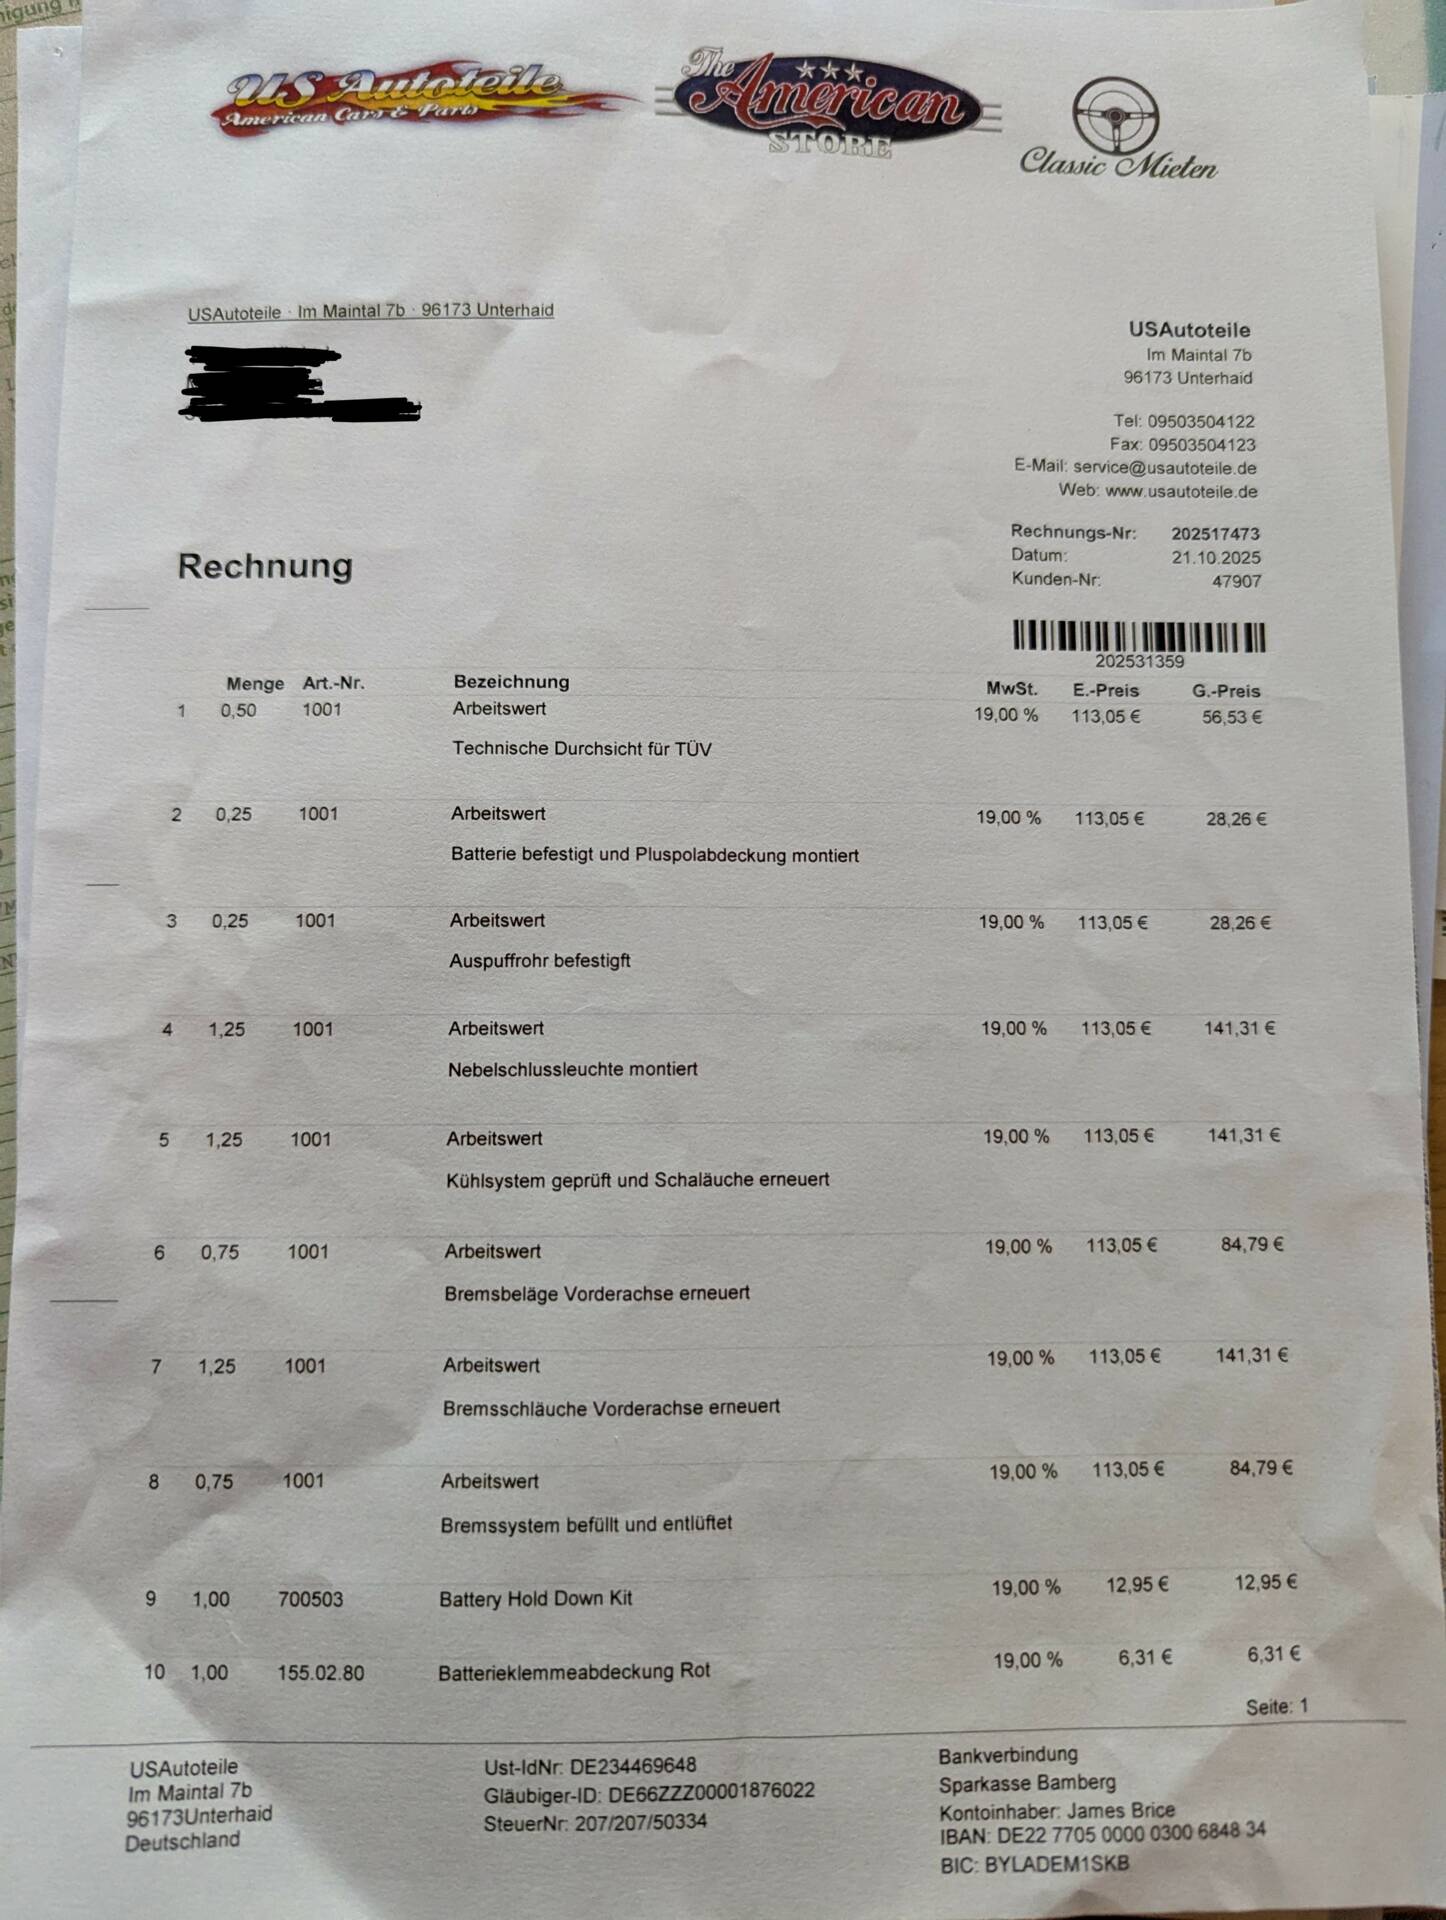 US Autoteile
American Cars & Parts
The American STORE
Classic Mieten
USAutoteile · Im Maintal 7b · 96173 Unterhaid
USAutoteile
Im Maintal 7b
96173 Unterhaid
Tel: 09503504122
Fax: 09503504123
E-Mail: service@usautoteile.de
Web: www.usautoteile.de
Rechnungs-Nr: 202517473
Datum: 21.10.2025
Kunden-Nr: 47907
Rechnung
202531359
Menge Art.-Nr. Bezeichnung MwSt. E.-Preis G.-Preis
1 0,50 1001 Arbeitswert 19,00 % 113,05 € 56,53 €
Technische Durchsicht für TÜV
2 0,25 1001 Arbeitswert 19,00 % 113,05 € 28,26 €
Batterie befestigt und Pluspolabdeckung montiert
3 0,25 1001 Arbeitswert 19,00 % 113,05 € 28,26 €
Auspuffrohr befestigft
4 1,25 1001 Arbeitswert 19,00 % 113,05 € 141,31 €
Nebelschlussleuchte montiert
5 1,25 1001 Arbeitswert 19,00 % 113,05 € 141,31 €
Kühlsystem geprüft und Schaläuche erneuert
6 0,75 1001 Arbeitswert 19,00 % 113,05 € 84,79 €
Bremsbeläge Vorderachse erneuert
7 1,25 1001 Arbeitswert 19,00 % 113,05 € 141,31 €
Bremsschläuche Vorderachse erneuert
8 0,75 1001 Arbeitswert 19,00 % 113,05 € 84,79 €
Bremssystem befüllt und entlüftet
9 1,00 700503 Battery Hold Down Kit 19,00 % 12,95 € 12,95 €
10 1,00 155.02.80 Batterieklemmeabdeckung Rot 19,00 % 6,31 € 6,31 €
Seite: 1
USAutoteile
Im Maintal 7b
96173Unterhaid
Deutschland
Ust-IdNr: DE234469648
Gläubiger-ID: DE66ZZZ00001876022
SteuerNr: 207/207/50334
Bankverbindung
Sparkasse Bamberg
Kontoinhaber: James Brice
IBAN: DE22 7705 0000 0300 6848 34
BIC: BYLADEM1SKB